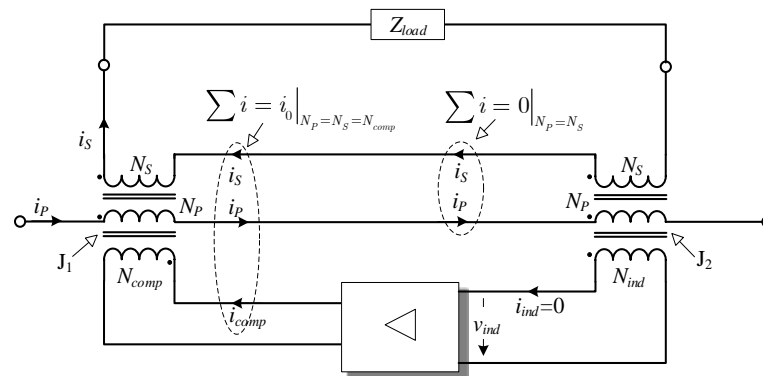 Z_load
∑ i = i_0|_{N_P=N_S=N_comp}
∑ i = 0|_{N_P=N_S}
i_S
N_S
i_S
i_S
N_S
i_P
N_P
i_P
i_P
N_P
J_1
J_2
N_comp
N_ind
i_comp
i_ind=0
v_ind